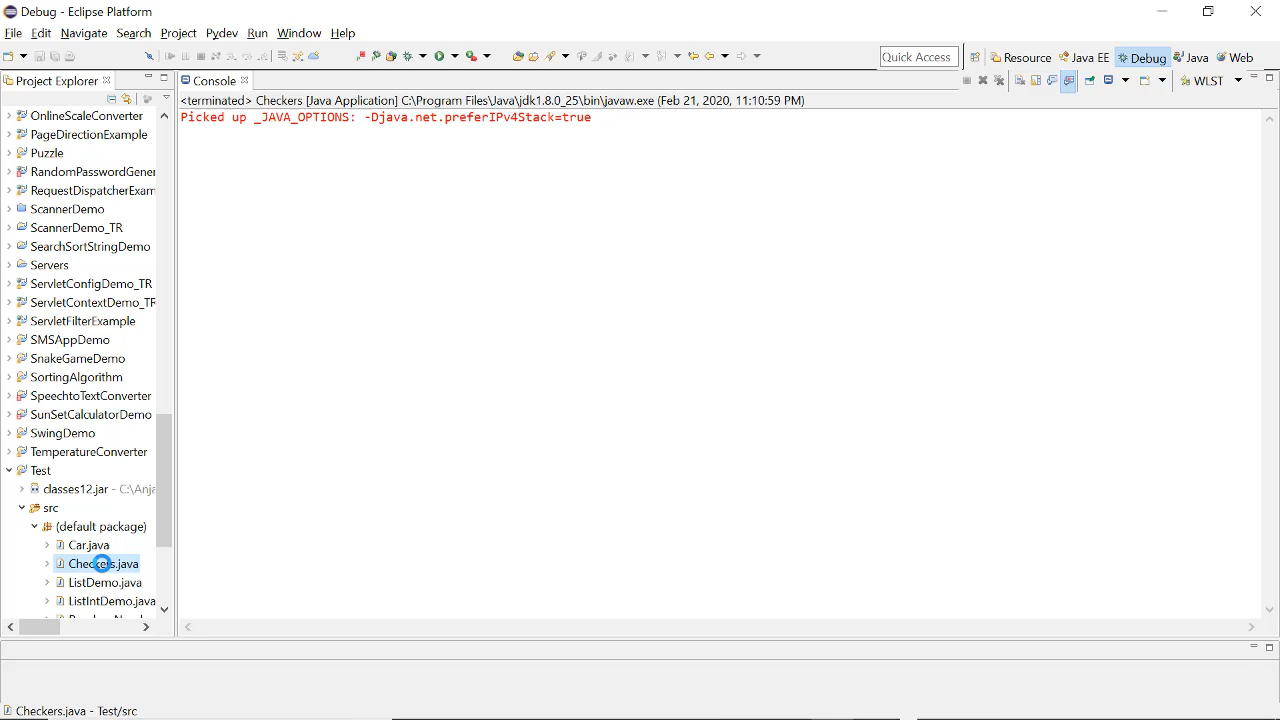 Debug - Eclipse Platform
File Edit Navigate Search Project Pydev Run Window Help
Quick Access
Resource
Java EE
Debug
Java
Web
Project Explorer
Console
WLST
<terminated> Checkers [Java Application] C:\Program Files\Java\jdk1.8.0_25\bin\javaw.exe (Feb 21, 2020, 11:10:59 PM)
Picked up _JAVA_OPTIONS: -Djava.net.preferIPv4Stack=true
OnlineScaleConverter
PageDirectionExample
Puzzle
RandomPasswordGener
RequestDispatcherExam
ScannerDemo
ScannerDemo_TR
SearchSortStringDemo
Servers
ServletConfigDemo_TR
ServletContextDemo_TR
ServletFilterExample
SMSAppDemo
SnakeGameDemo
SortingAlgorithm
SpeechtoTextConverter
SunSetCalculatorDemo
SwingDemo
TemperatureConverter
Test
classes12.jar - C:\Anja
src
(default package)
Car.java
Checkers.java
ListDemo.java
ListIntDemo.java
Checkers.java - Test/src